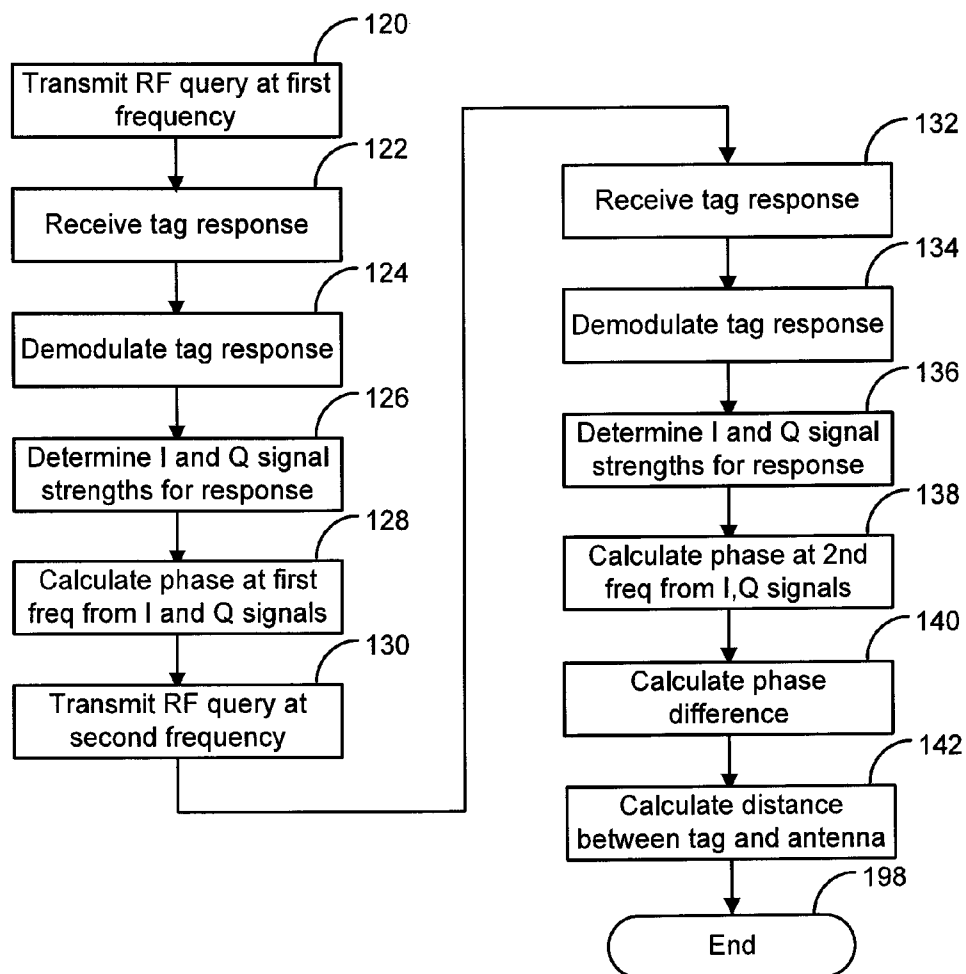 120
Transmit RF query at first
frequency
122
Receive tag response
124
Demodulate tag response
126
Determine I and Q signal
strengths for response
128
Calculate phase at first
freq from I and Q signals
130
Transmit RF query at
second frequency
132
Receive tag response
134
Demodulate tag response
136
Determine I and Q signal
strengths for response
138
Calculate phase at 2nd
freq from I,Q signals
140
Calculate phase
difference
142
Calculate distance
between tag and antenna
198
End